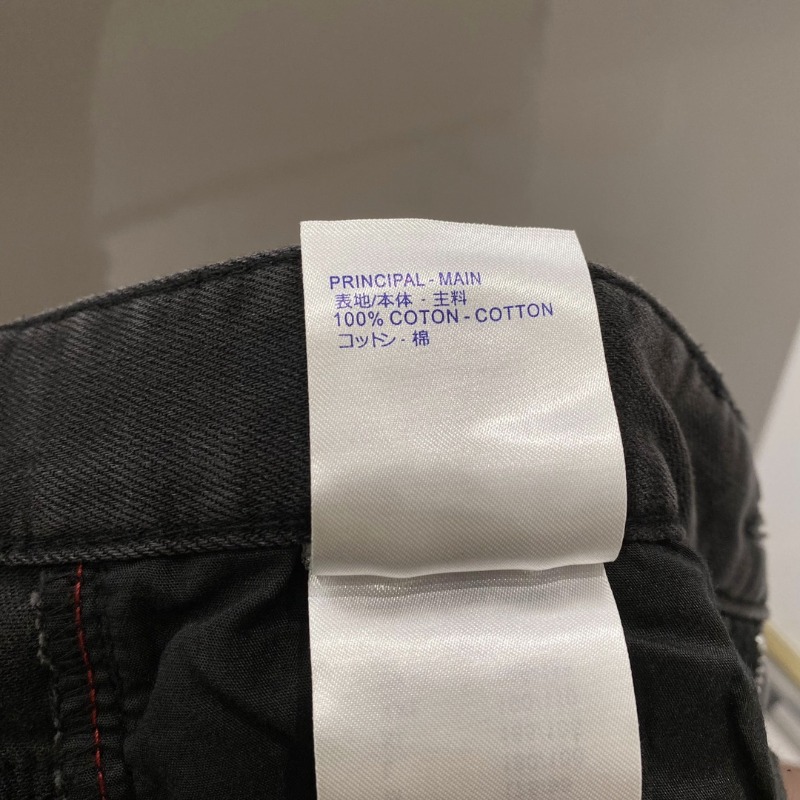 PRINCIPAL - MAIN
表地/本体 - 主料
100% COTON - COTTON
コットン - 棉